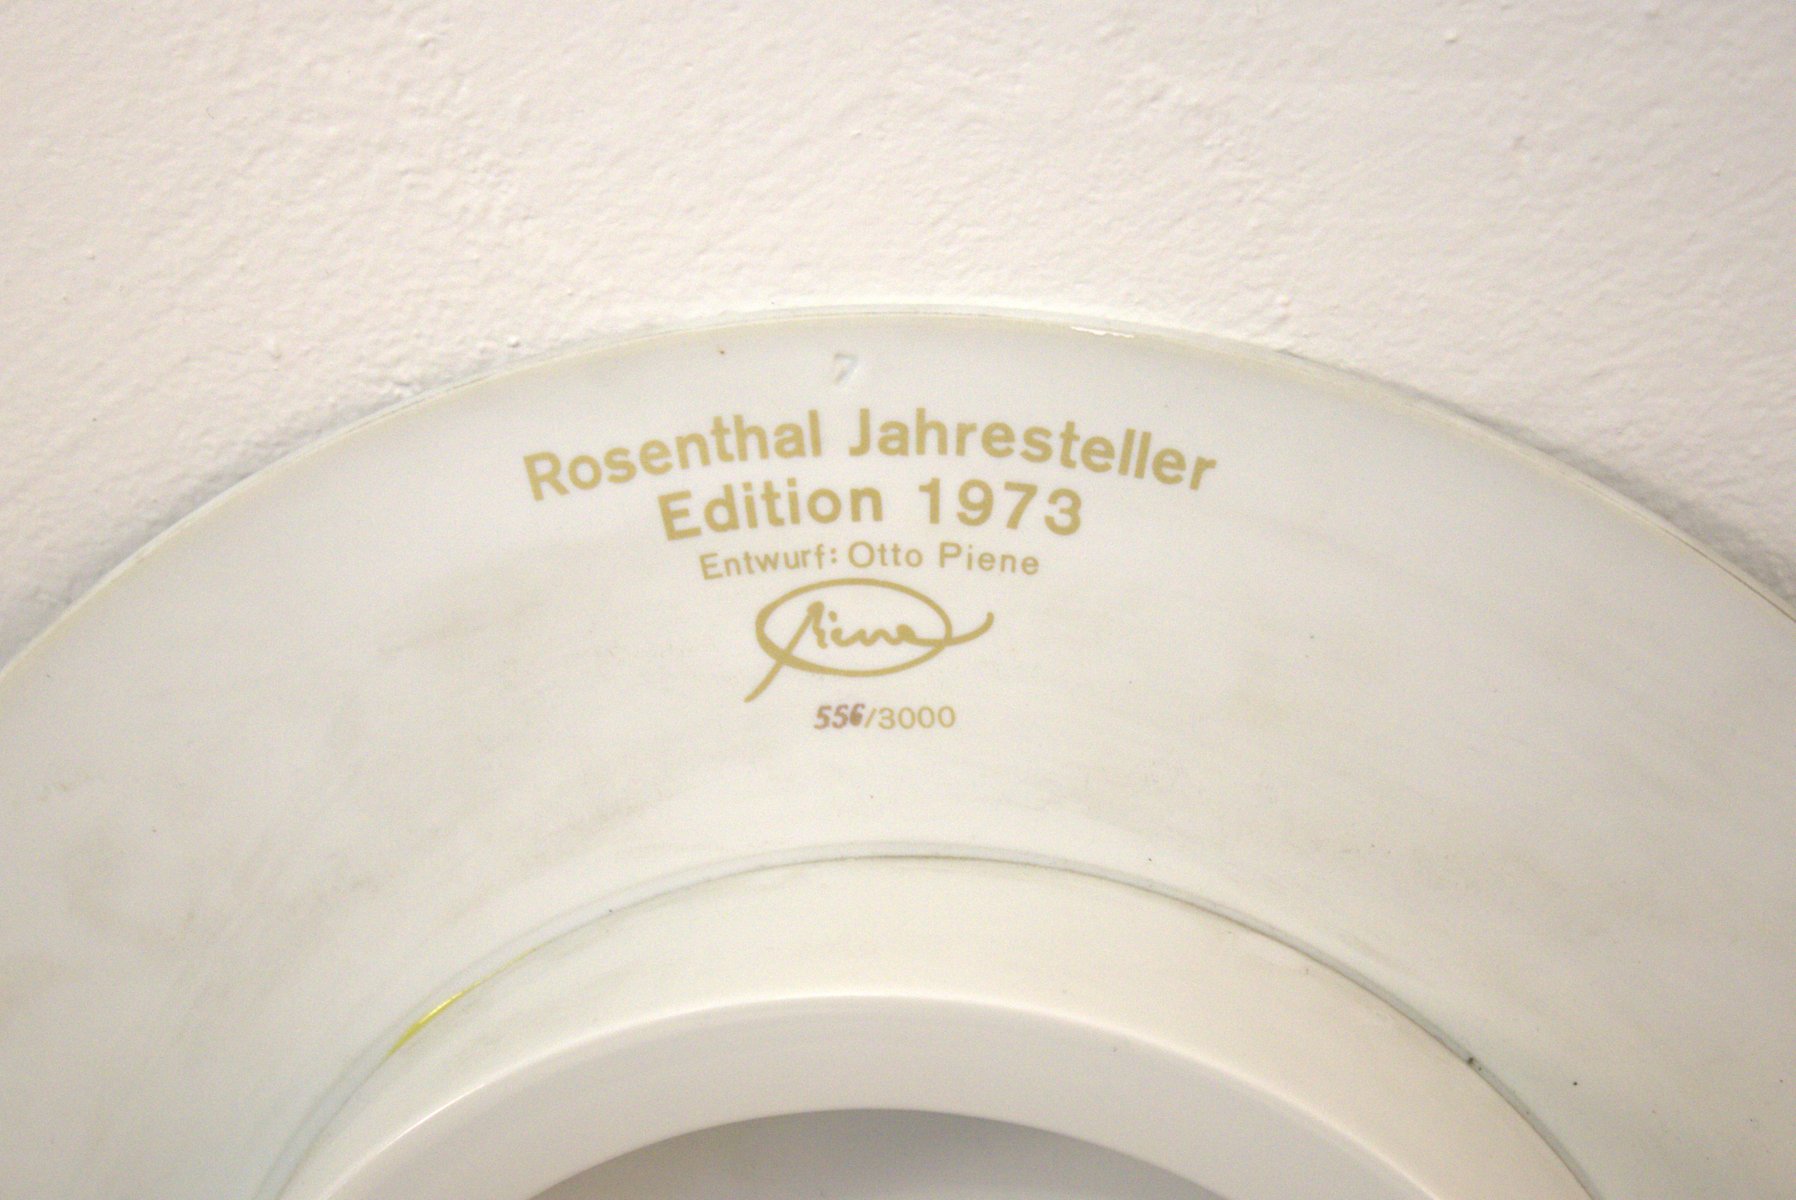 Rosenthal Jahresteller
Edition 1973
Entwurf: Otto Piene
Piene
556/3000